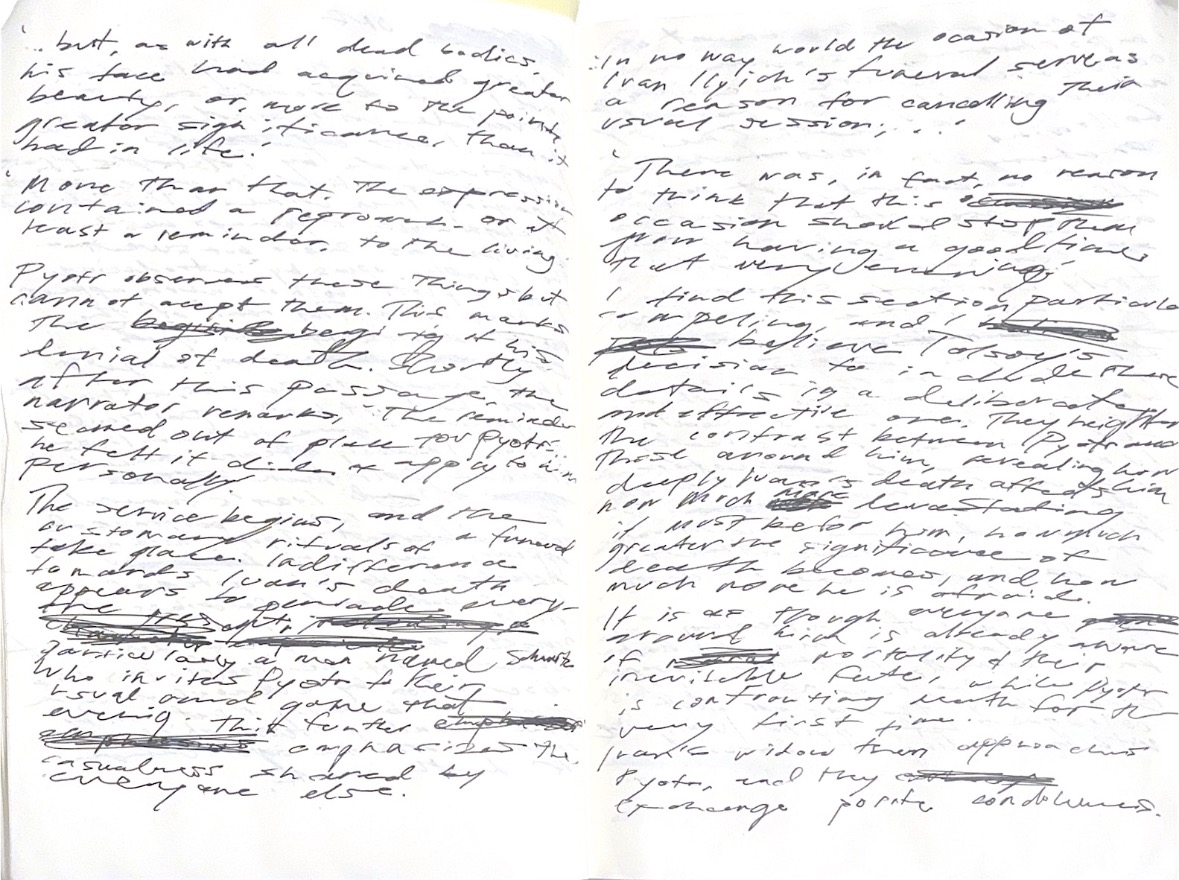 '... but, as with all dead bodies,
his face had acquired greater
beauty, or, more to the point,
greater significance, than it
had in life.'
'More than that. The expression
contained a reproach, or at
least a reminder, to the living.
Pyotr observes these things but
cannot accept them. This marks
the begining of his
denial of death. Shortly
after this passage, the
narrator remarks, "The reminder
seemed out of place to Pyotr...
he felt it didn't apply to him
personally.
The service begins, and the
customary rituals of a funeral
take place. Indifference
towards Ivan's death
appears to pervade every-
particularly a man named Shwartz
who invites Pyotr to their
usual card game that
evening. This further
emphasizes the
casualness shared by
everyone else.
'In no way would the ocasion of
Ivan Ilyich's funeral serve as
a reason for cancelling their
usual session; ...'
'There was, in fact, no reason
to think that this
occasion should stop them
from having a good time
that very evening.'
I find this section particular
compeling, and I
believe Tolsoy's
decision to include these
details is a deliberate
and effective one. They heighten
the contrast between Pyotr and
those around him, revealing how
deeply Ivan's death affects him
how much devastating
it must be for him, how much
greater the significance of
death becomes, and how
much more he is afraid.
It is as though everyone
around him is already aware
of mortality of their
inevitable fate, while Pyotr
is confronting death for the
very first time.
Ivan's widow then approaches
Pyotr, and they
exchange polite condolences.